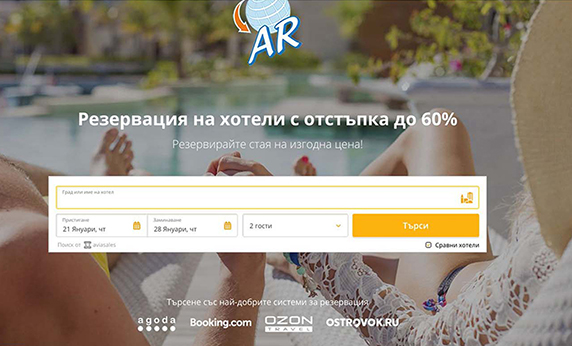 AR
Резервация на хотели с отстъпка до 60%
Резервирайте стая на изгодна цена!
Град или име на хотел
Пристигане
21 Януари, чт
Заминаване
28 Януари, чт
2 гости
Търси
Поиск от aviasales
Сравни хотели
Търсене със най-добрите системи за резервация
agoda
Booking.com
OZON
TRAVEL
OSTROVOK.RU